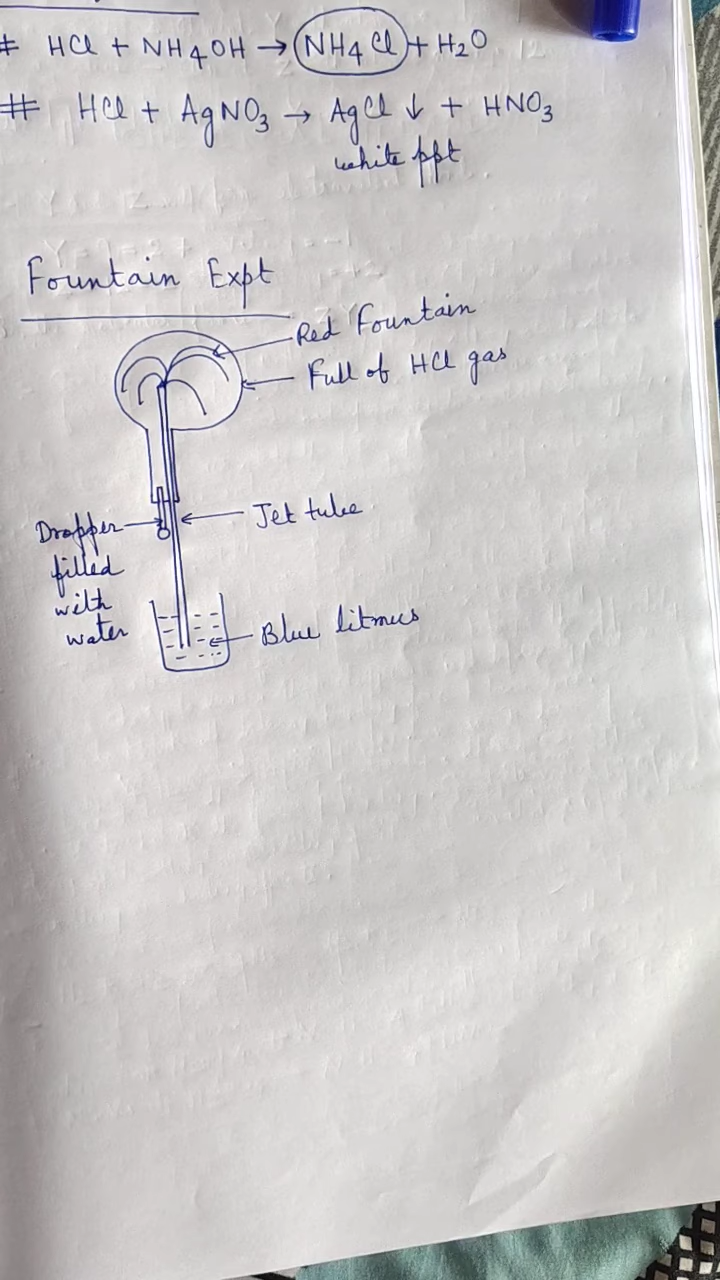 # HCl + NH₄OH → NH₄Cl + H₂O
# HCl + AgNO₃ → AgCl ↓ + HNO₃
white ppt
Fountain Expt
Red Fountain
Full of HCl gas
Jet tube
Dropper
filled
with
water
Blue litmus